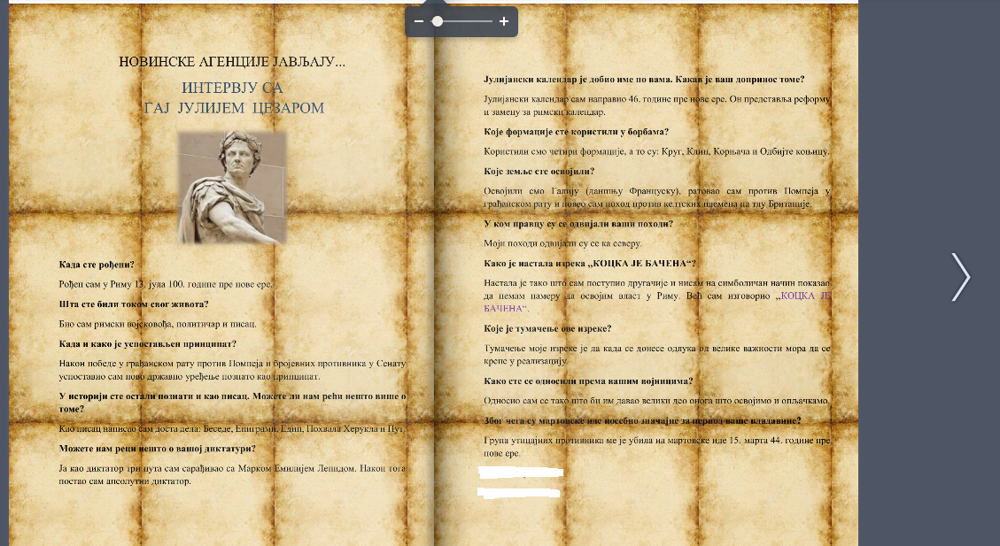 НОВИНСКЕ АГЕНЦИЈЕ ЈАВЉАЈУ...
ИНТЕРВЈУ СА
ГАЈ ЈУЛИЈЕМ ЦЕЗАРОМ
Када сте рођени?
Рођен сам у Риму 13. јула 100. године пре нове ере.
Шта сте били током свог живота?
Био сам римски војсковођа, политичар и писац.
Када и како је успостављен принципат?
Након победе у грађанском рату против Помпеја и бројевних противника у Сенату
успоставио сам ново државно уређење познато као принципат.
У историји сте остали познати и као писац. Можете ли нам рећи нешто више о
томе?
Као писац написао сам доста дела: Беседе, Епиграми, Едип, Похвала Херукла и Пут.
Можете нам реци нешто о вашој диктатури?
Ја као диктатор три пута сам сарађивао са Марком Емилијем Лепидом. Након тога
постао сам апсолутни диктатор.
Јулијански календар је добио име по вама. Какав је ваш допринос томе?
Јулијански календар сам направио 46. године пре нове ере. Он представља реформу
и замену за римски календар.
Које формације сте користили у борбама?
Користили смо четири формације, а то су: Круг, Клин, Корњача и Одбијте коњицу.
Које земље сте освојили?
Освојили смо Галију (даншњу Француску), ратовао сам против Помпеја у
грађанском рату и повео сам поход против келтских племена на тлу Британије.
У ком правцу су се одвијали ваши походи?
Моји походи одвијали су се ка северу.
Како је настала изрека ,,КОЦКА ЈЕ БАЧЕНА“?
Настала је тако што сам поступио другачије и нисам на симболичан начин показао
да немам намеру да освојим власт у Риму. Већ сам изговорио ,,КОЦКА ЈЕ
БАЧЕНА“.
Које је тумачење ове изреке?
Тумачење моје изреке је да када се донесе одлука од велике важности мора да се
крене у реализацију.
Како сте се односили према вашим војницима?
Односио сам се тако што би им давао велики део онога што освојимо и опљачкамо.
Због чега су мартовске иде посебно значајне за период ваше владавине?
Група утицајних противника ме је убила на мартовске иде 15. марта 44. године пре
нове ере.